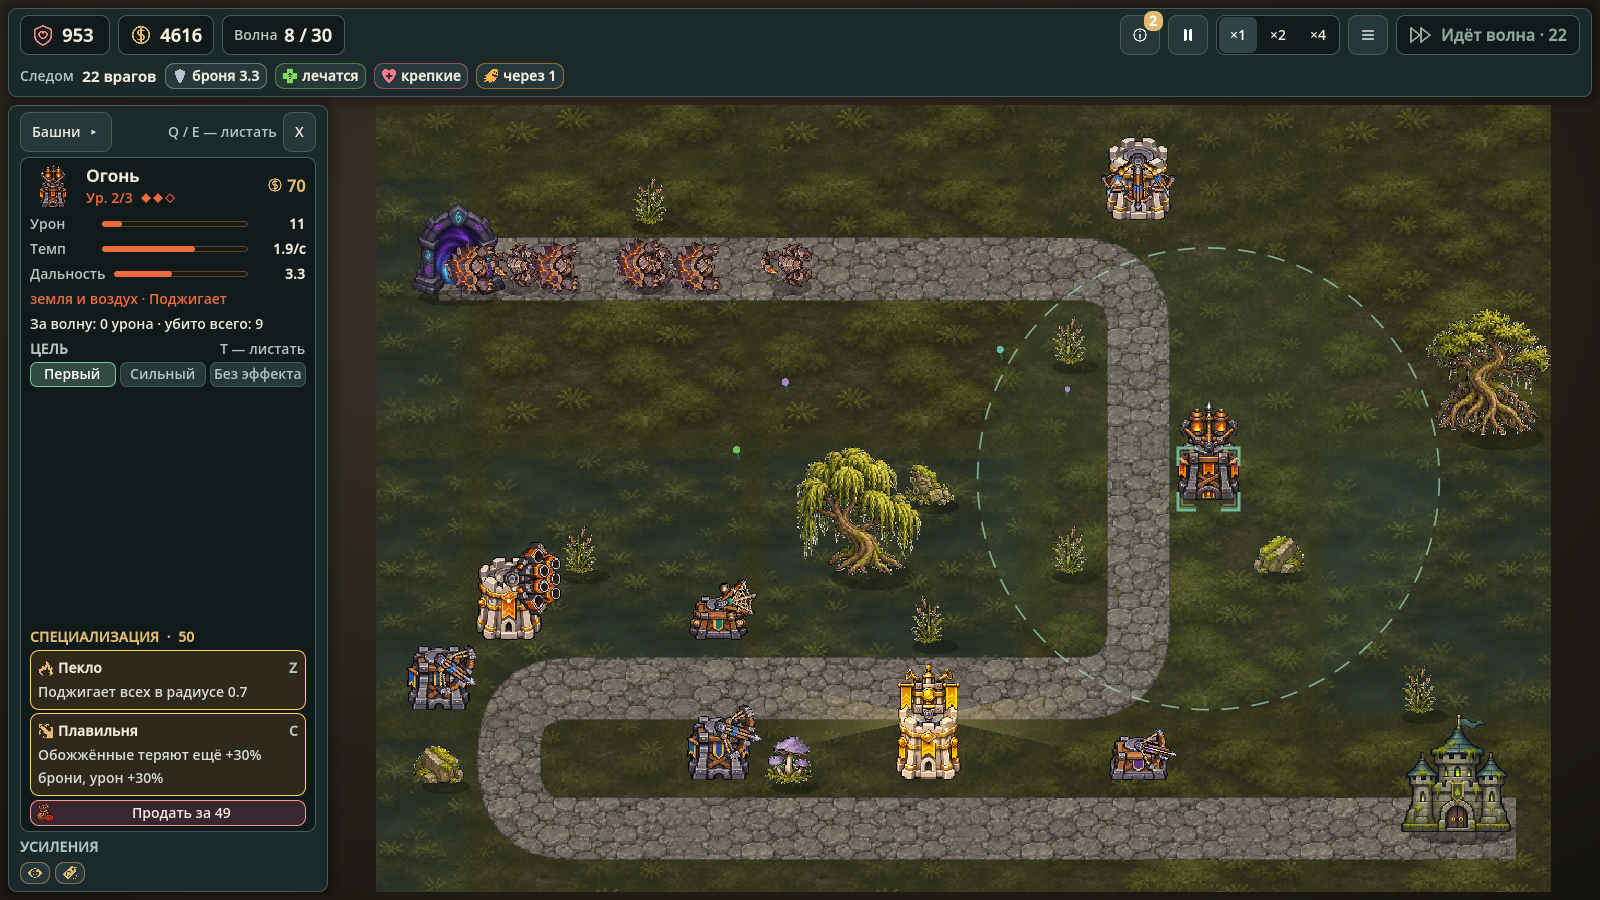 953
4616
Волна 8 / 30
2
×1
×2
×4
Идёт волна · 22
Следом 22 врагов
броня 3.3
лечатся
крепкие
через 1
Башни
Q / E — листать
X
Огонь
70
Ур. 2/3
Урон 11
Темп 1.9/с
Дальность 3.3
земля и воздух · Поджигает
За волну: 0 урона · убито всего: 9
ЦЕЛЬ
T — листать
Первый
Сильный
Без эффекта
СПЕЦИАЛИЗАЦИЯ · 50
Пекло Z
Поджигает всех в радиусе 0.7
Плавильня C
Обожжённые теряют ещё +30%
брони, урон +30%
Продать за 49
УСИЛЕНИЯ